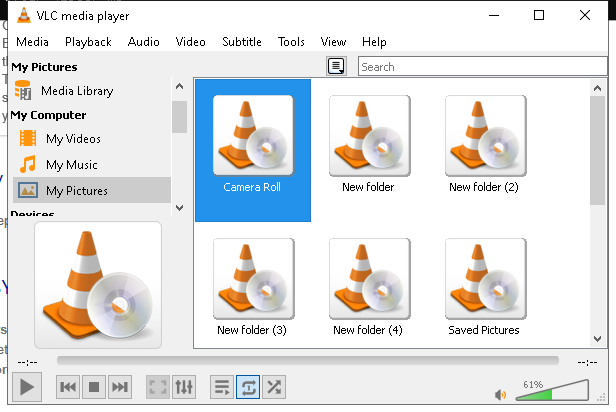 VLC media player
Media Playback Audio Video Subtitle Tools View Help
My Pictures
Search
Media Library
My Computer
My Videos
My Music
My Pictures
Devices
Camera Roll
New folder
New folder (2)
New folder (3)
New folder (4)
Saved Pictures
--:-- --:--
61%